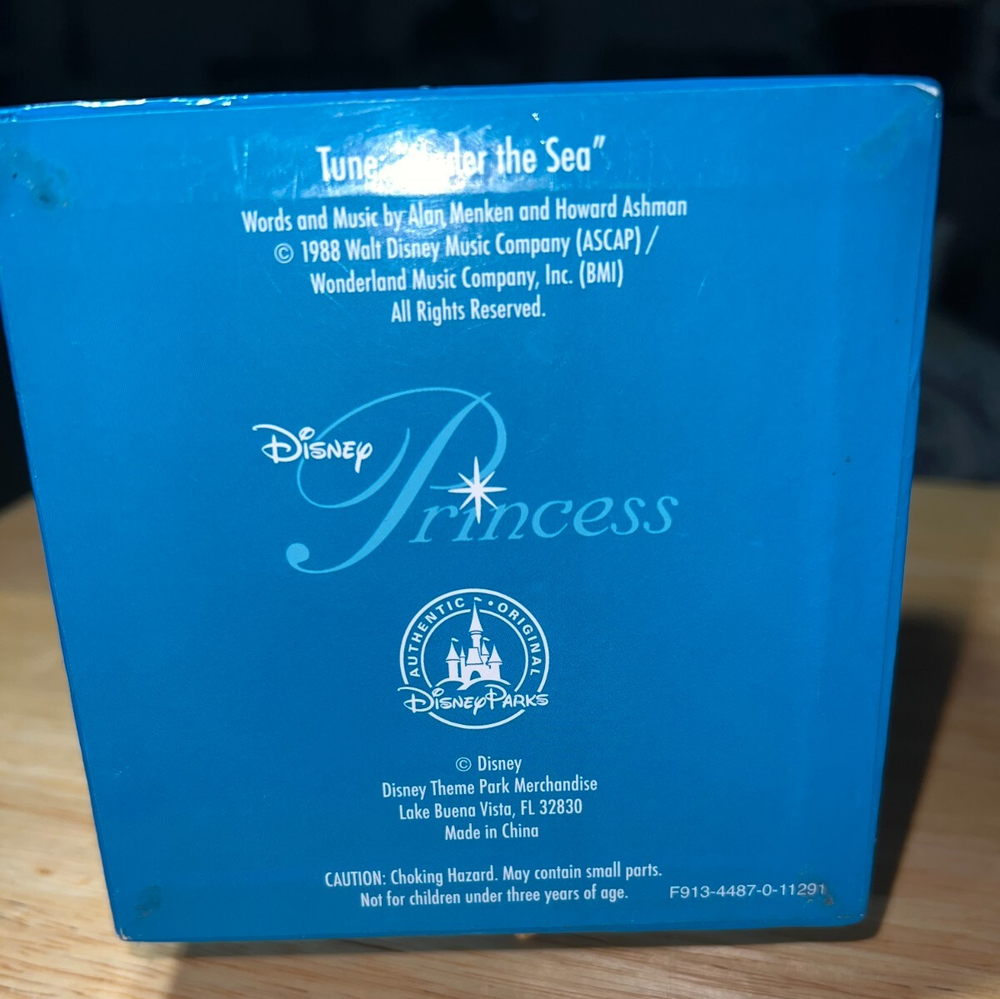 Tune: "Under the Sea"
Words and Music by Alan Menken and Howard Ashman
© 1988 Walt Disney Music Company (ASCAP) /
Wonderland Music Company, Inc. (BMI)
All Rights Reserved.
Disney
Princess
AUTHENTIC • ORIGINAL
Disney Parks
© Disney
Disney Theme Park Merchandise
Lake Buena Vista, FL 32830
Made in China
CAUTION: Choking Hazard. May contain small parts.
Not for children under three years of age.
F913-4487-0-11291